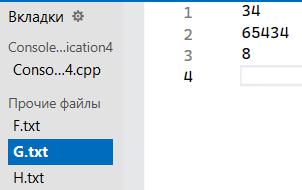 Вкладки
Console...ication4
Conso...4.cpp
Прочие файлы
F.txt
G.txt
H.txt
1 34
2 65434
3 8
4